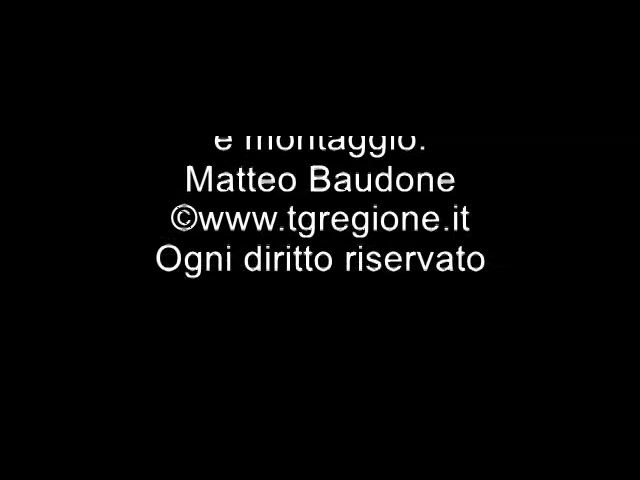 e montaggio:
Matteo Baudone
©www.tgregione.it
Ogni diritto riservato